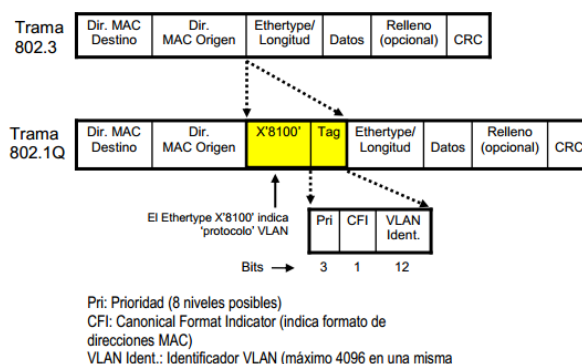 Trama 802.3
Dir. MAC Destino
Dir. MAC Origen
Ethertype/ Longitud
Datos
Relleno (opcional)
CRC
Trama 802.1Q
Dir. MAC Destino
Dir. MAC Origen
X'8100'
Tag
Ethertype/ Longitud
Datos
Relleno (opcional)
CRC
El Ethertype X'8100' indica
'protocolo' VLAN
Pri
CFI
VLAN Ident.
Bits
3
1
12
Pri: Prioridad (8 niveles posibles)
CFI: Canonical Format Indicator (indica formato de
direcciones MAC)
VLAN Ident.: Identificador VLAN (máximo 4096 en una misma